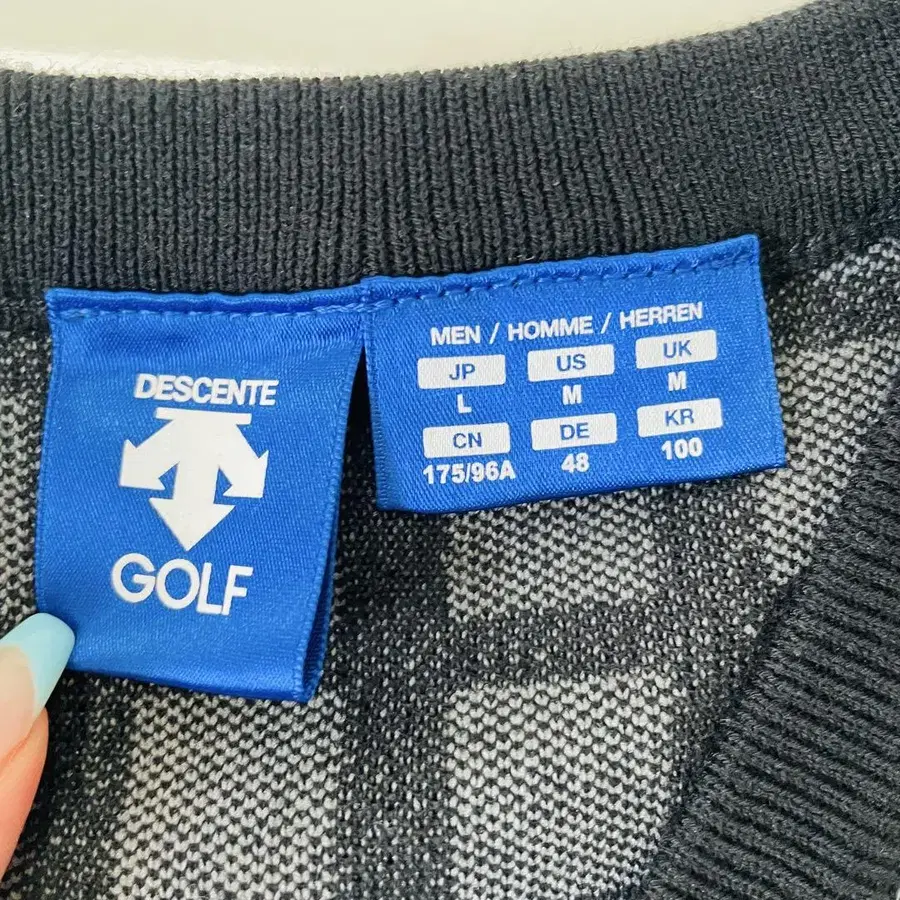 DESCENTE
GOLF
MEN / HOMME / HERREN
JP US UK
L M M
CN DE KR
175/96A 48 100